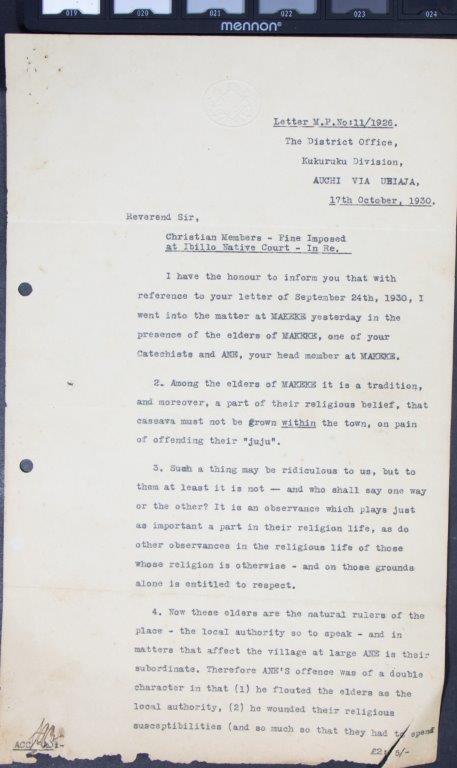 019 020 021 022 023 024
mennon®
Letter M.P.No:11/1926.
The District Office,
Kukuruku Division,
AUCHI VIA UBIAJA,
17th October, 1930.
Reverend Sir,
Christian Members - Fine Imposed
at Ibillo Native Court - In Re.
I have the honour to inform you that with
reference to your letter of September 24th, 1930, I
went into the matter at MAKEKE yesterday in the
presence of the elders of MAKEKE, one of your
Catechists and ANE, your head member at MAKEKE.
2. Among the elders of MAKEKE it is a tradition,
and moreover, a part of their religious belief, that
cassava must not be grown within the town, on pain
of offending their "juju".
3. Such a thing may be ridiculous to us, but to
them at least it is not — and who shall say one way
or the other? It is an observance which plays just
as important a part in their religion life, as do
other observances in the religious life of those
whose religion is otherwise - and on those grounds
alone is entitled to respect.
4. Now these elders are the natural rulers of the
place - the local authority so to speak - and in
matters that affect the village at large ANE is their
subordinate. Therefore ANE'S offence was of a double
character in that (1) he flouted the elders as the
local authority, (2) he wounded their religious
susceptibilities (and so much so that they had to spend
ACC